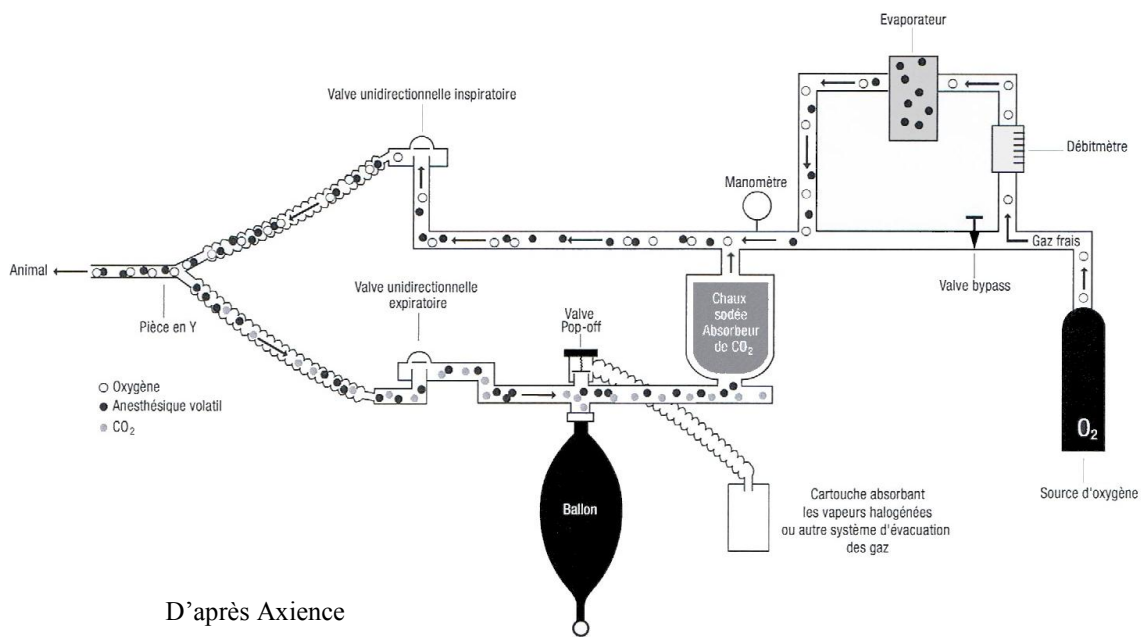 Evaporateur
Valve unidirectionnelle inspiratoire
Débitmètre
Manomètre
Gaz frais
Animal
Valve bypass
Pièce en Y
Valve unidirectionnelle
expiratoire
Valve
Pop-off
Chaux
sodée
Absorbeur
de CO₂
Oxygène
Anesthésique volatil
CO₂
O₂
Ballon
Source d'oxygène
Cartouche absorbant
les vapeurs halogénées
ou autre système d'évacuation
des gaz
D'après Axience